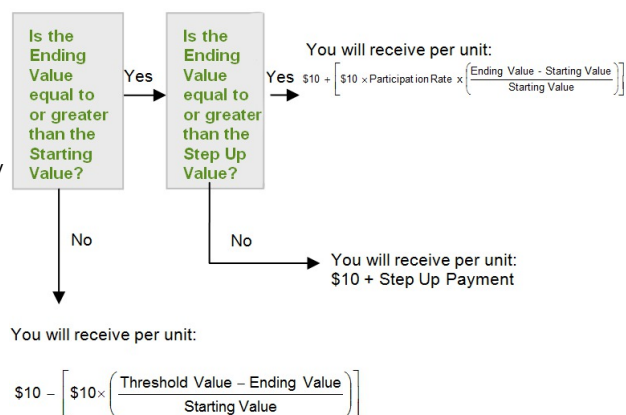 Is the
Ending
Value
equal to
or greater
than the
Starting
Value?
Yes
Is the
Ending
Value
equal to
or greater
than the
Step Up
Value?
Yes
You will receive per unit:
$10 + [ $10 × Participation Rate x ( Ending Value - Starting Value
Starting Value ) ]
No
No
You will receive per unit:
$10 + Step Up Payment
You will receive per unit:
$10 – [ $10× ( Threshold Value – Ending Value
Starting Value ) ]